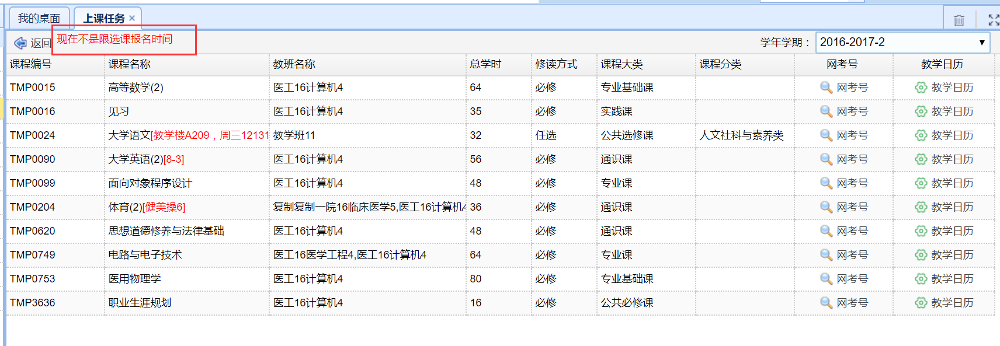 我的桌面 上课任务 ×
返回 现在不是限选课报名时间 学年学期： 2016-2017-2
课程编号 课程名称 教班名称 总学时 修读方式 课程大类 课程分类 网考号 教学日历
TMP0015 高等数学(2) 医工16计算机4 64 必修 专业基础课 网考号 教学日历
TMP0016 见习 医工16计算机4 35 必修 实践课 网考号 教学日历
TMP0024 大学语文[教学楼A209，周三12131 教学班11 32 任选 公共选修课 人文社科与素养类 网考号 教学日历
TMP0090 大学英语(2)[8-3] 医工16计算机4 56 必修 通识课 网考号 教学日历
TMP0099 面向对象程序设计 医工16计算机4 48 必修 专业课 网考号 教学日历
TMP0204 体育(2)[健美操6] 复制复制一院16临床医学5,医工16计算机4 36 必修 通识课 网考号 教学日历
TMP0620 思想道德修养与法律基础 医工16计算机4 48 必修 通识课 网考号 教学日历
TMP0749 电路与电子技术 医工16医学工程4,医工16计算机4 64 必修 专业课 网考号 教学日历
TMP0753 医用物理学 医工16计算机4 80 必修 专业基础课 网考号 教学日历
TMP3636 职业生涯规划 医工16计算机4 16 必修 公共必修课 网考号 教学日历